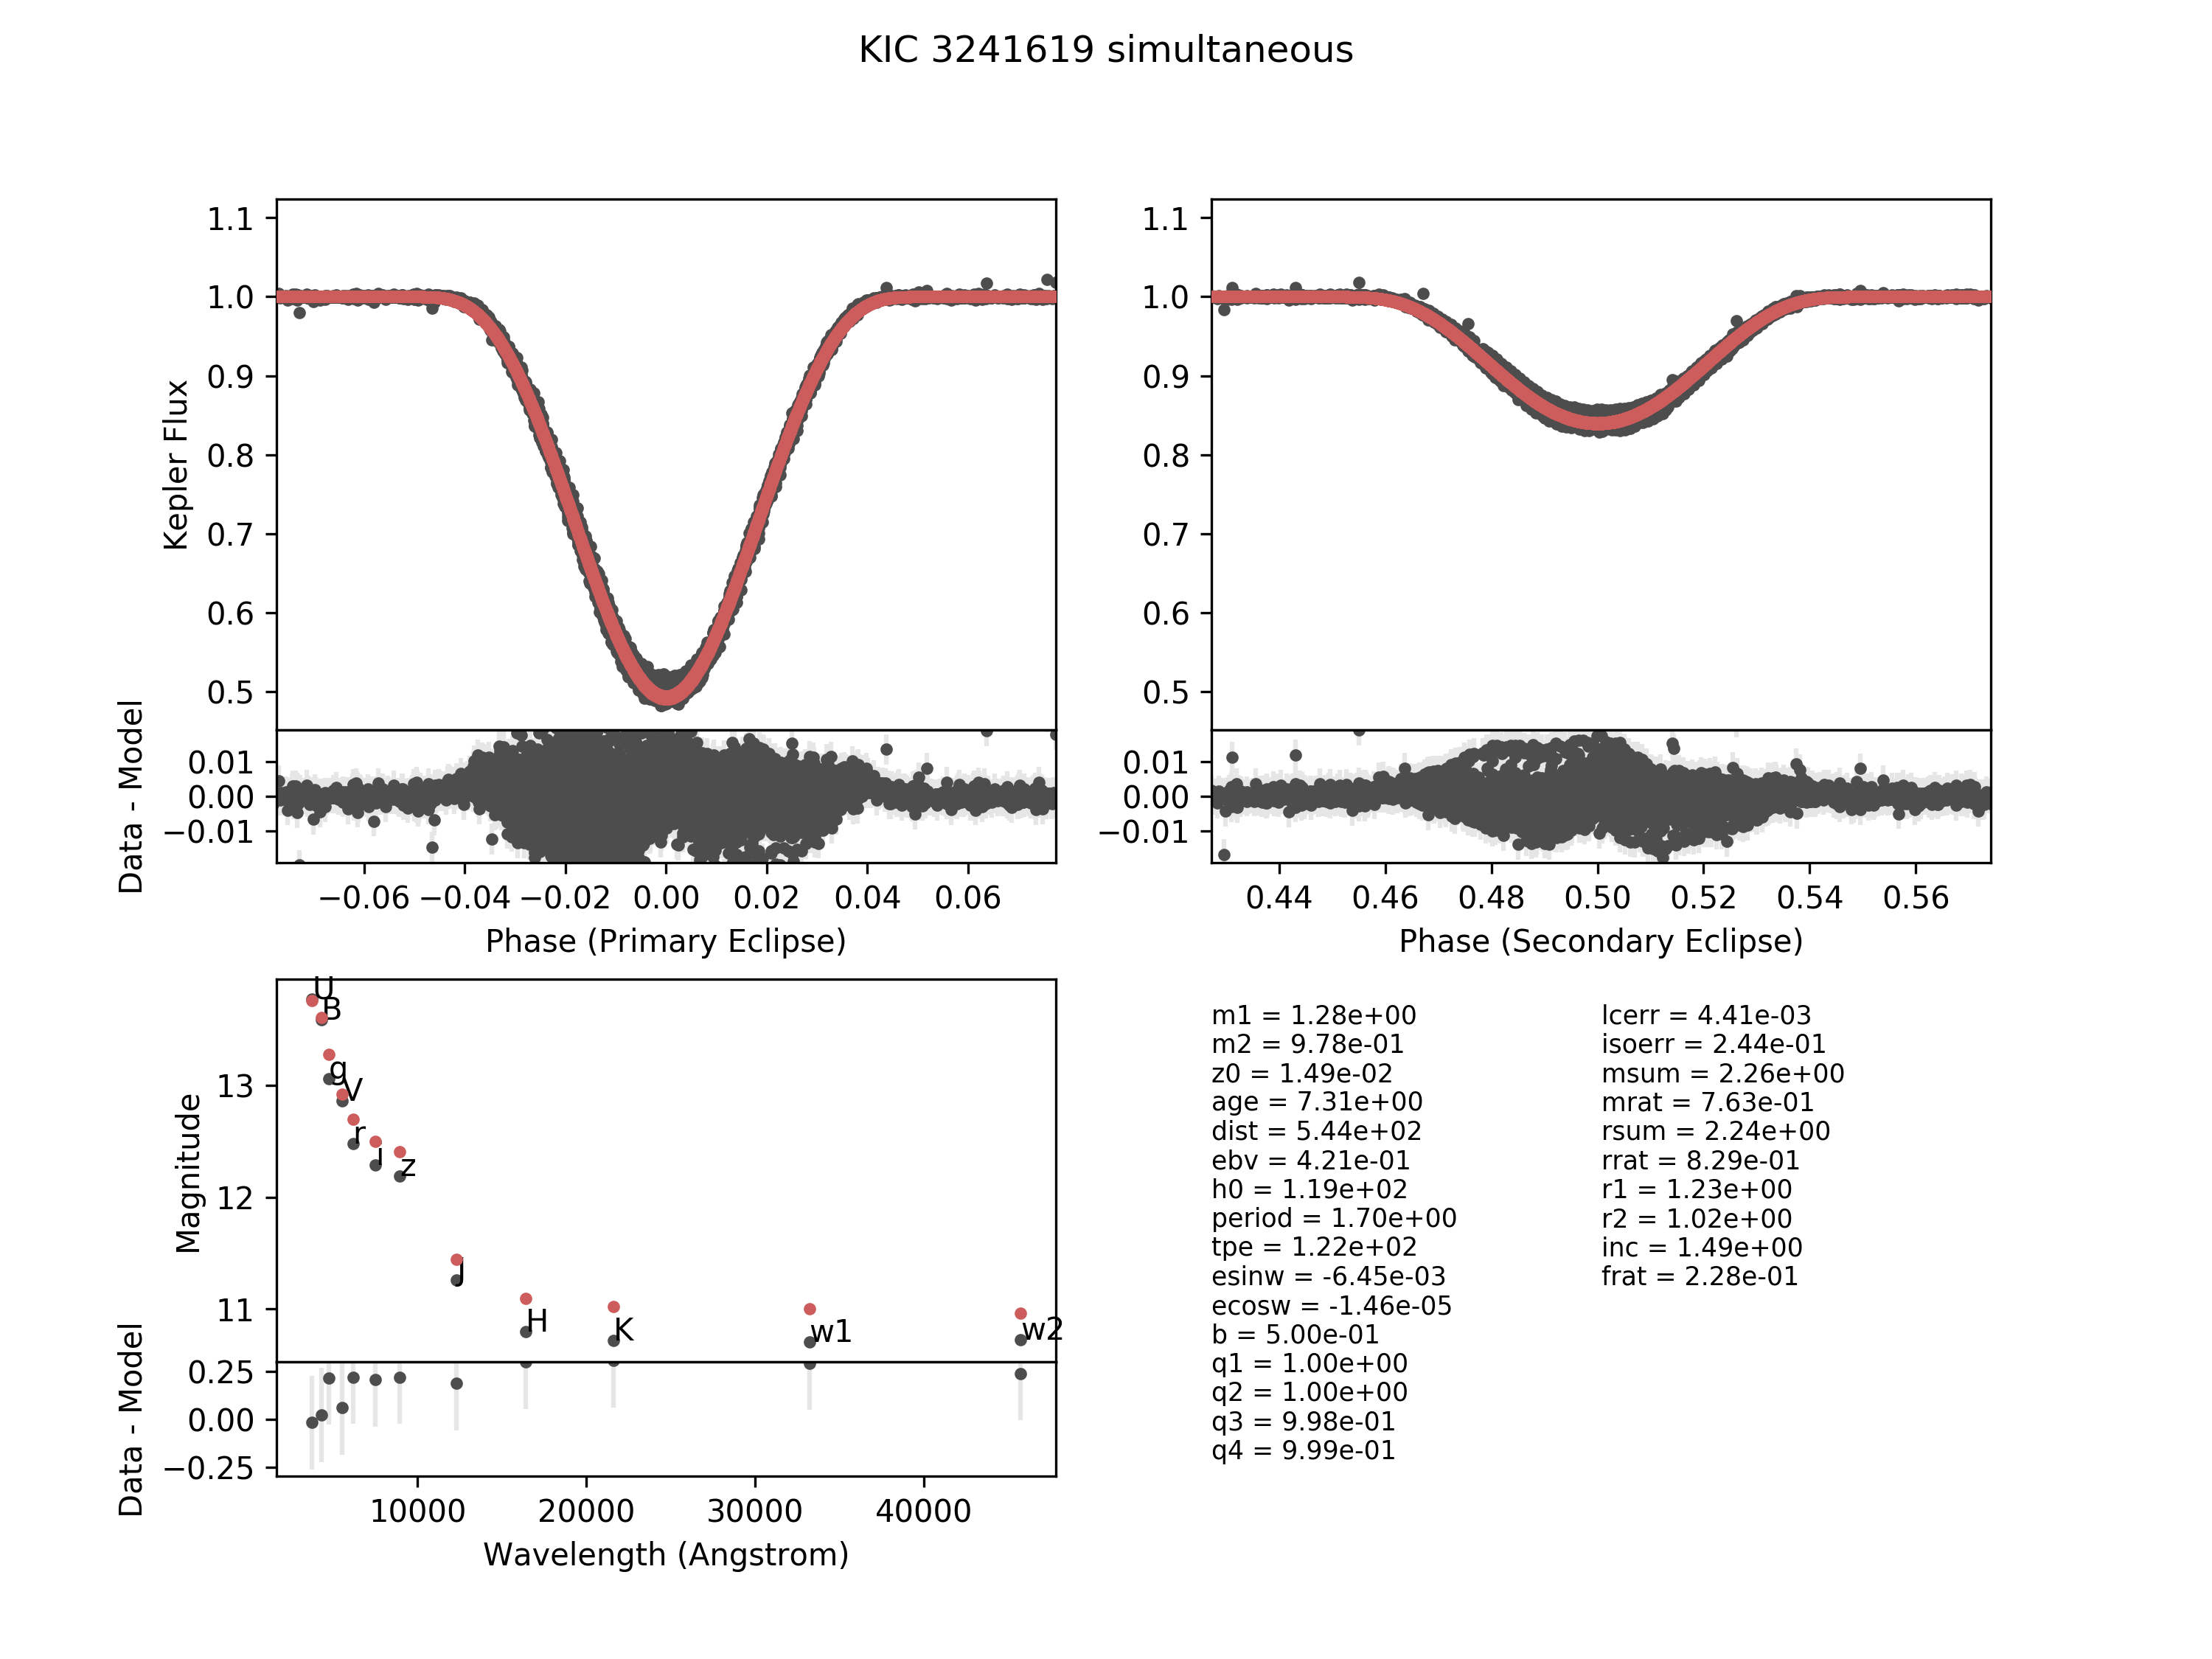 KIC 3241619 simultaneous
1.1
1.0
0.9
0.8
0.7
0.6
0.5
Kepler Flux
0.01
0.00
−0.01
Data - Model
−0.06 −0.04 −0.02 0.00 0.02 0.04 0.06
Phase (Primary Eclipse)
1.1
1.0
0.9
0.8
0.7
0.6
0.5
0.01
0.00
−0.01
0.44 0.46 0.48 0.50 0.52 0.54 0.56
Phase (Secondary Eclipse)
U
B
g
V
r
i
z
J
H
K
w1
w2
13
12
11
Magnitude
0.25
0.00
−0.25
Data - Model
10000 20000 30000 40000
Wavelength (Angstrom)
m1 = 1.28e+00
m2 = 9.78e-01
z0 = 1.49e-02
age = 7.31e+00
dist = 5.44e+02
ebv = 4.21e-01
h0 = 1.19e+02
period = 1.70e+00
tpe = 1.22e+02
esinw = -6.45e-03
ecosw = -1.46e-05
b = 5.00e-01
q1 = 1.00e+00
q2 = 1.00e+00
q3 = 9.98e-01
q4 = 9.99e-01
lcerr = 4.41e-03
isoerr = 2.44e-01
msum = 2.26e+00
mrat = 7.63e-01
rsum = 2.24e+00
rrat = 8.29e-01
r1 = 1.23e+00
r2 = 1.02e+00
inc = 1.49e+00
frat = 2.28e-01